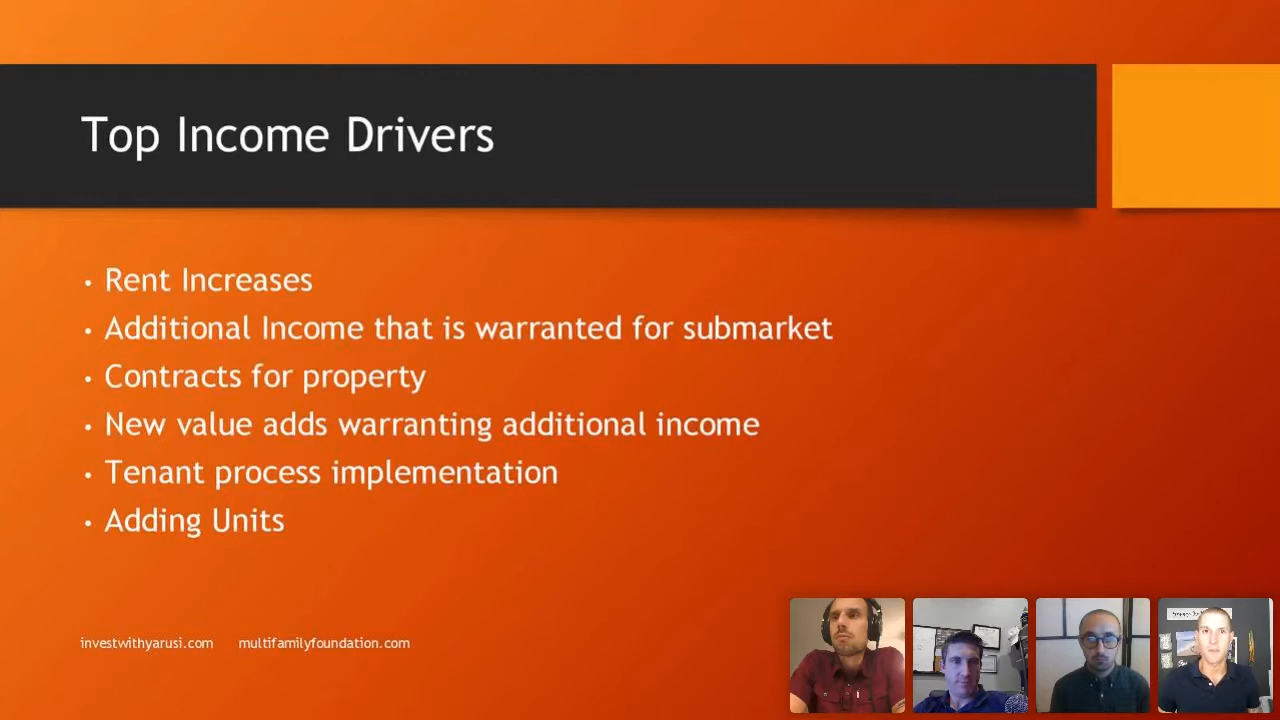 Top Income Drivers
• Rent Increases
• Additional Income that is warranted for submarket
• Contracts for property
• New value adds warranting additional income
• Tenant process implementation
• Adding Units
investwithyarusi.com multifamilyfoundation.com